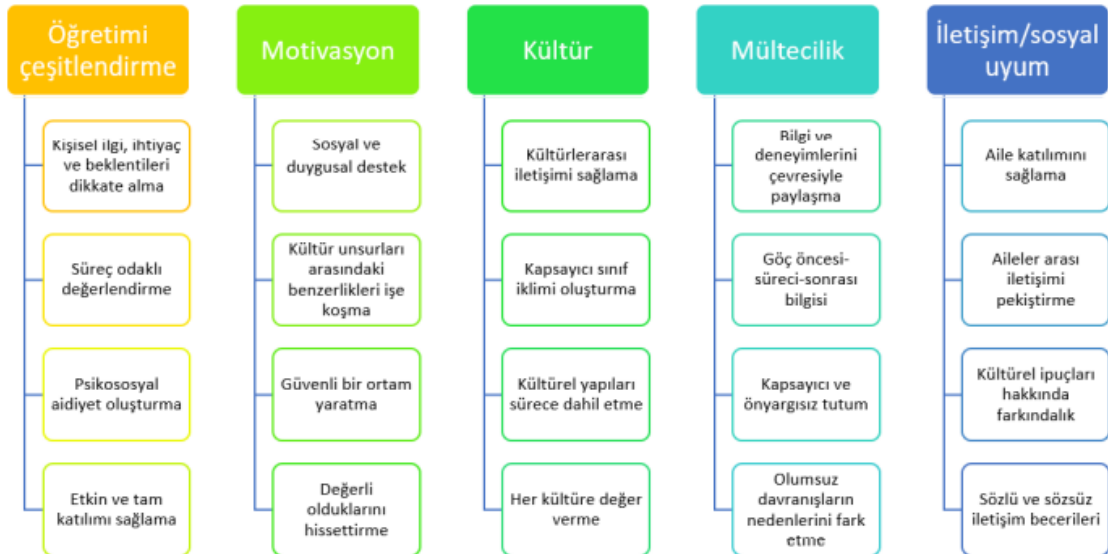 Öğretimi
çeşitlendirme
Kişisel ilgi, ihtiyaç
ve beklentileri
dikkate alma
Süreç odaklı
değerlendirme
Psikososyal
aidiyet oluşturma
Etkin ve tam
katılımı sağlama
Motivasyon
Sosyal ve
duygusal destek
Kültür unsurları
arasındaki
benzerlikleri işe
koşma
Güvenli bir ortam
yaratma
Değerli
olduklarını
hissettirme
Kültür
Kültürlerarası
iletişimi sağlama
Kapsayıcı sınıf
iklimi oluşturma
Kültürel yapıları
sürece dahil etme
Her kültüre değer
verme
Mültecilik
Bilgi ve
deneyimlerini
çevresiyle
paylaşma
Göç öncesi-
süreci-sonrası
bilgisi
Kapsayıcı ve
önyargısız tutum
Olumsuz
davranışların
nedenlerini fark
etme
İletişim/sosyal
uyum
Aile katılımını
sağlama
Aileler arası
iletişimi
pekiştirme
Kültürel ipuçları
hakkında
farkındalık
Sözlü ve sözsüz
iletişim becerileri